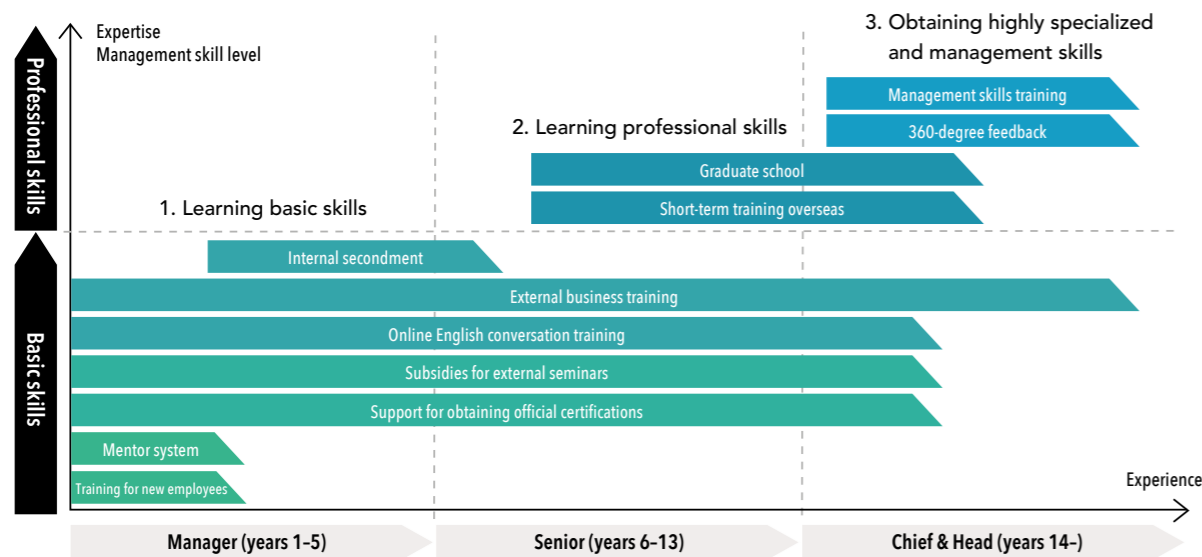 Expertise
Management skill level
3. Obtaining highly specialized
and management skills
Professional skills
Management skills training
360-degree feedback
2. Learning professional skills
Graduate school
Short-term training overseas
1. Learning basic skills
Basic skills
Internal secondment
External business training
Online English conversation training
Subsidies for external seminars
Support for obtaining official certifications
Mentor system
Training for new employees
Experience
Manager (years 1–5)
Senior (years 6–13)
Chief & Head (years 14–)